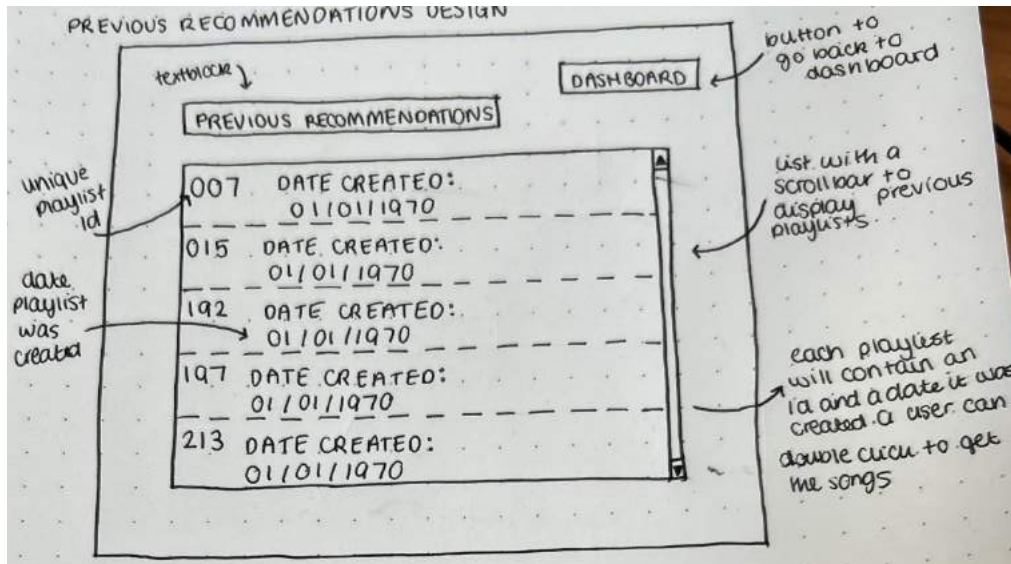 PREVIOUS RECOMMENDATIONS DESIGN
textblock
DASHBOARD
button to
go back to
dashboard
PREVIOUS RECOMMENDATIONS
unique
playlist
id
007 DATE CREATED:
01/01/1970
015 DATE CREATED:
01/01/1970
192 DATE CREATED:
01/01/1970
197 DATE CREATED:
01/01/1970
213 DATE CREATED:
01/01/1970
date
playlist
was
created
list with a
scrollbar to
display previous
playlists
each playlist
will contain an
id and a date it was
created. a user can
double click to get
the songs